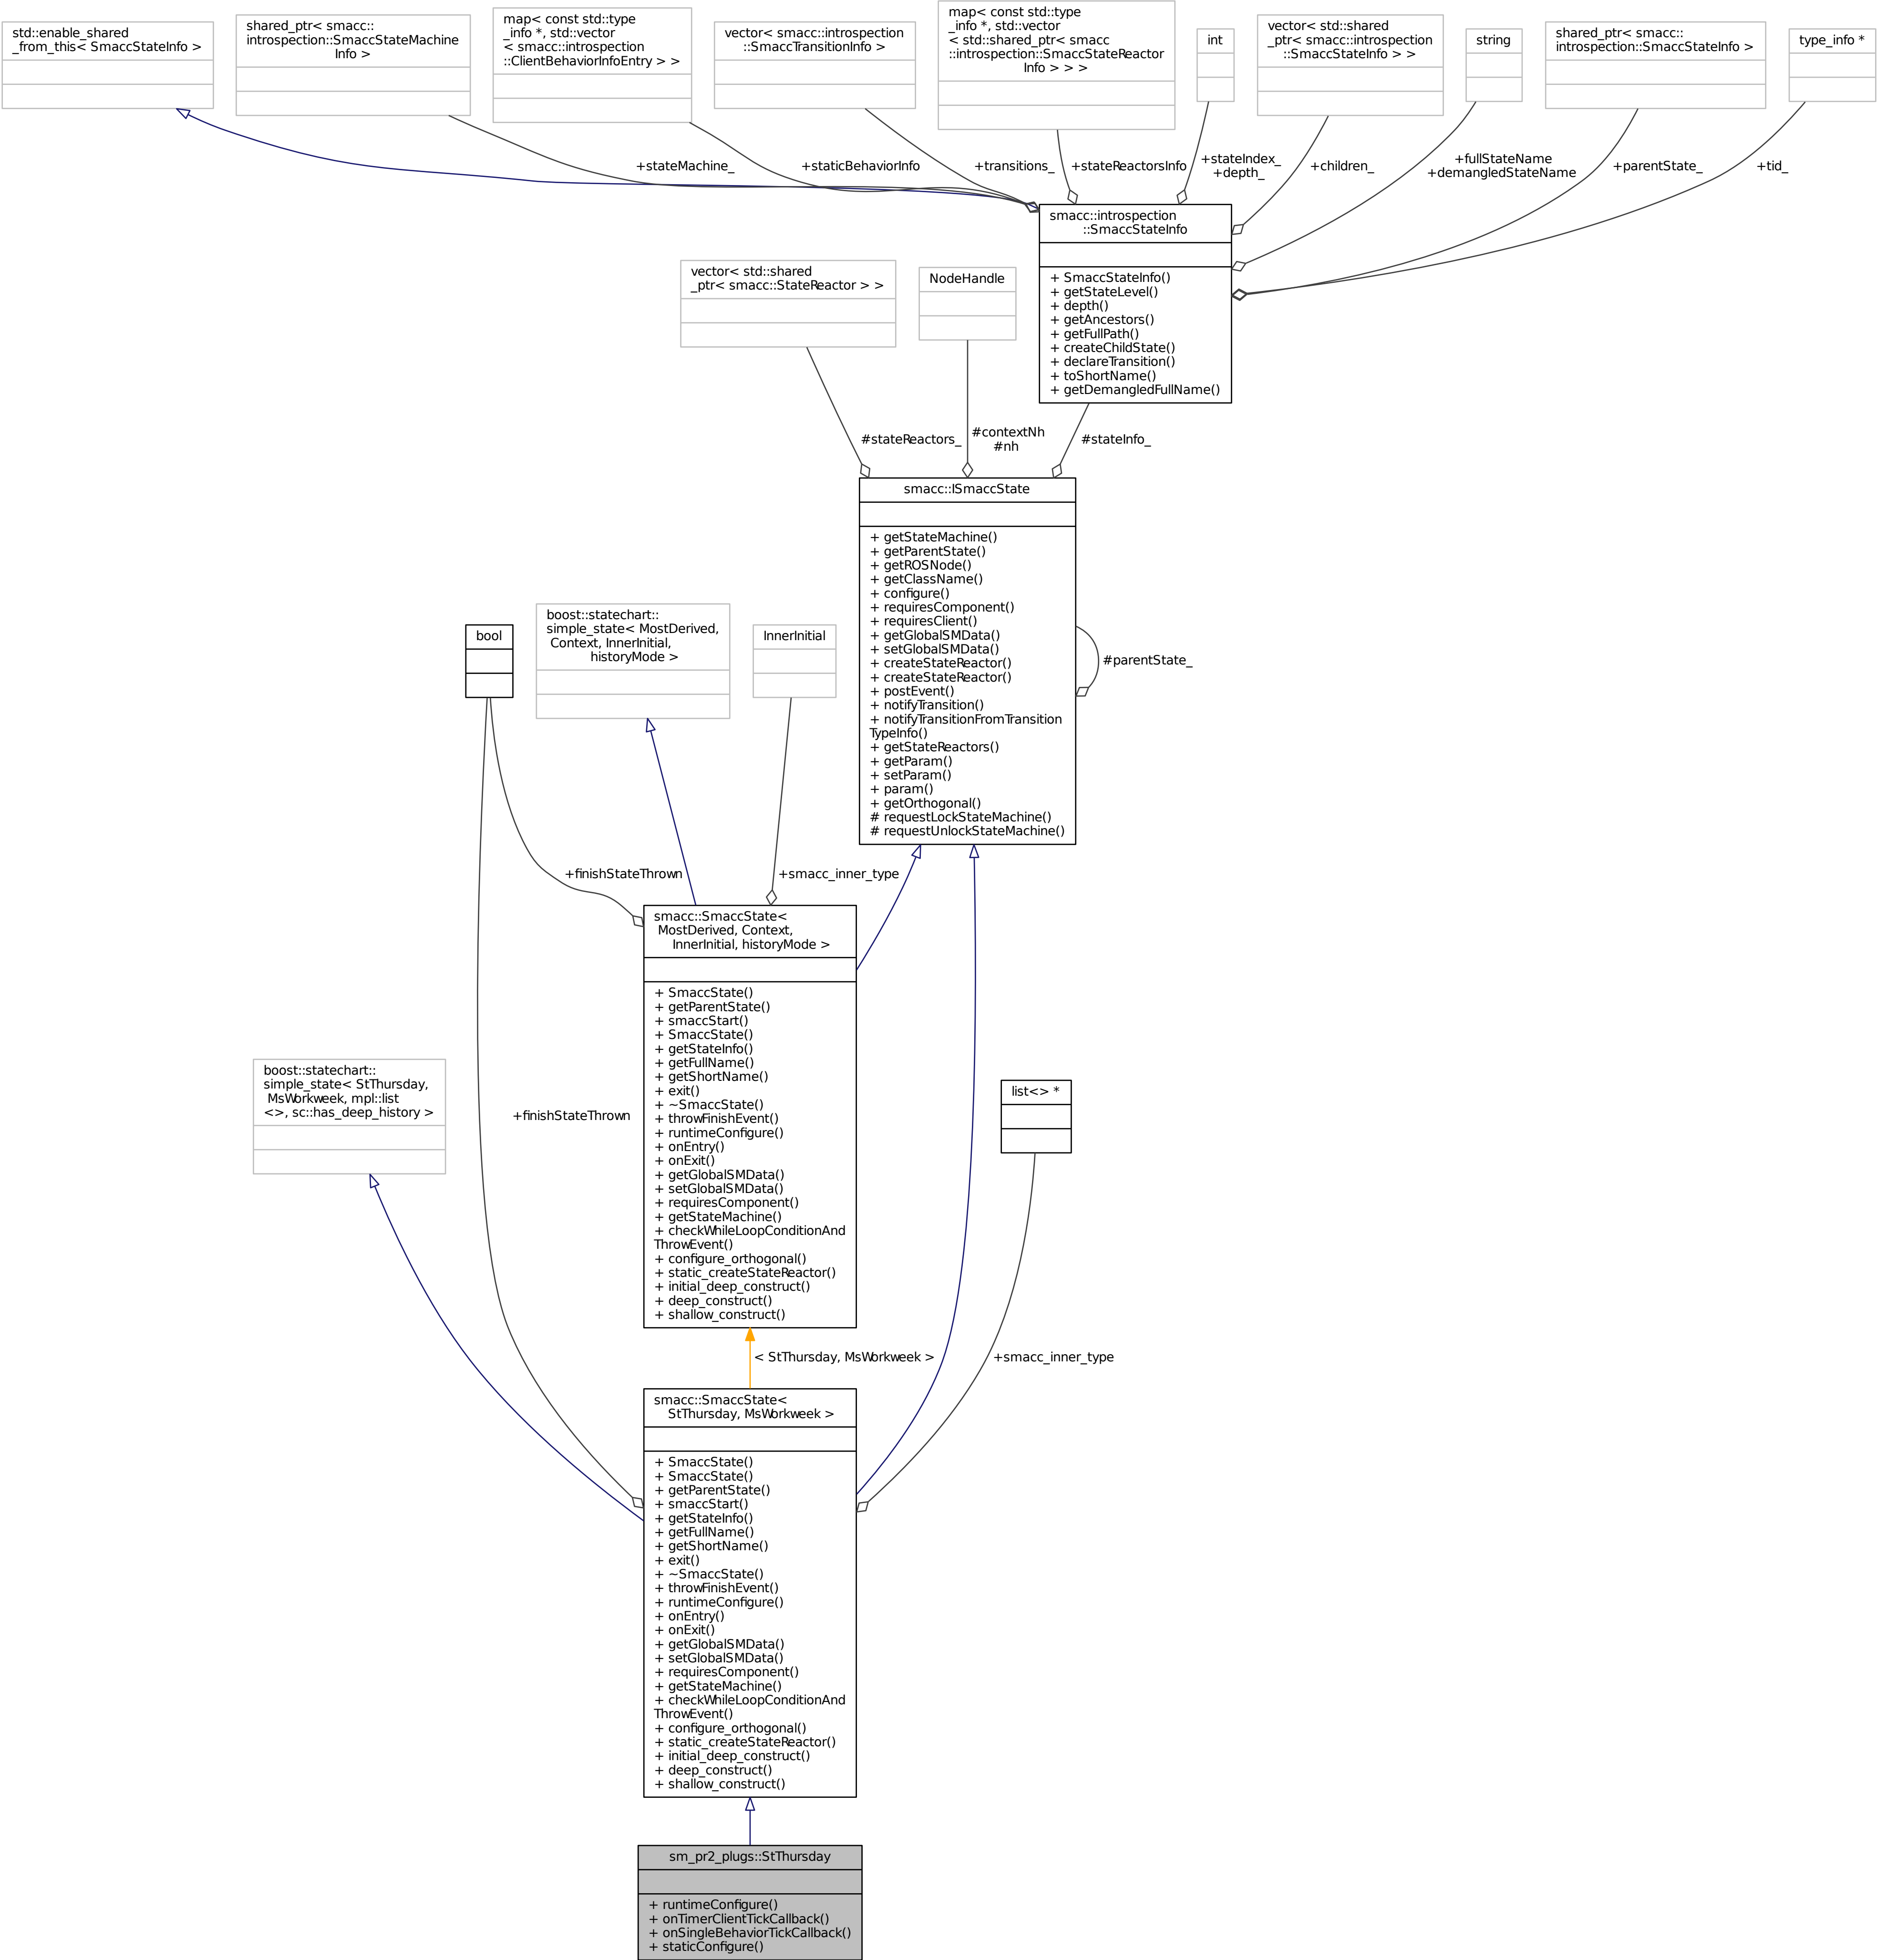 std::enable_shared
_from_this< SmaccStateInfo >
shared_ptr< smacc::
introspection::SmaccStateMachine
Info >
map< const std::type
_info *, std::vector
< smacc::introspection
::ClientBehaviorInfoEntry > >
vector< smacc::introspection
::SmaccTransitionInfo >
map< const std::type
_info *, std::vector
< std::shared_ptr< smacc
::introspection::SmaccStateReactor
Info > > >
int
vector< std::shared
_ptr< smacc::introspection
::SmaccStateInfo > >
string
shared_ptr< smacc::
introspection::SmaccStateInfo >
type_info *
+stateMachine_
+staticBehaviorInfo
+transitions_
+stateReactorsInfo
+stateIndex_
+depth_
+children_
+fullStateName
+demangledStateName
+parentState_
+tid_
smacc::introspection
::SmaccStateInfo
+ SmaccStateInfo()
+ getStateLevel()
+ depth()
+ getAncestors()
+ getFullPath()
+ createChildState()
+ declareTransition()
+ toShortName()
+ getDemangledFullName()
vector< std::shared
_ptr< smacc::StateReactor > >
NodeHandle
#stateReactors_
#contextNh
#nh
#stateInfo_
smacc::ISmaccState
+ getStateMachine()
+ getParentState()
+ getROSNode()
+ getClassName()
+ configure()
+ requiresComponent()
+ requiresClient()
+ getGlobalSMData()
+ setGlobalSMData()
+ createStateReactor()
+ createStateReactor()
+ postEvent()
+ notifyTransition()
+ notifyTransitionFromTransition
TypeInfo()
+ getStateReactors()
+ getParam()
+ setParam()
+ param()
+ getOrthogonal()
# requestLockStateMachine()
# requestUnlockStateMachine()
#parentState_
bool
boost::statechart::
simple_state< MostDerived,
Context, InnerInitial,
historyMode >
InnerInitial
+finishStateThrown
+smacc_inner_type
smacc::SmaccState<
MostDerived, Context,
InnerInitial, historyMode >
+ SmaccState()
+ getParentState()
+ smaccStart()
+ SmaccState()
+ getStateInfo()
+ getFullName()
+ getShortName()
+ exit()
+ ~SmaccState()
+ throwFinishEvent()
+ runtimeConfigure()
+ onEntry()
+ onExit()
+ getGlobalSMData()
+ setGlobalSMData()
+ requiresComponent()
+ getStateMachine()
+ checkWhileLoopConditionAnd
ThrowEvent()
+ configure_orthogonal()
+ static_createStateReactor()
+ initial_deep_construct()
+ deep_construct()
+ shallow_construct()
boost::statechart::
simple_state< StThursday,
MsWorkweek, mpl::list
<>, sc::has_deep_history >
+finishStateThrown
list<> *
< StThursday, MsWorkweek >
+smacc_inner_type
smacc::SmaccState<
StThursday, MsWorkweek >
+ SmaccState()
+ SmaccState()
+ getParentState()
+ smaccStart()
+ getStateInfo()
+ getFullName()
+ getShortName()
+ exit()
+ ~SmaccState()
+ throwFinishEvent()
+ runtimeConfigure()
+ onEntry()
+ onExit()
+ getGlobalSMData()
+ setGlobalSMData()
+ requiresComponent()
+ getStateMachine()
+ checkWhileLoopConditionAnd
ThrowEvent()
+ configure_orthogonal()
+ static_createStateReactor()
+ initial_deep_construct()
+ deep_construct()
+ shallow_construct()
sm_pr2_plugs::StThursday
+ runtimeConfigure()
+ onTimerClientTickCallback()
+ onSingleBehaviorTickCallback()
+ staticConfigure()